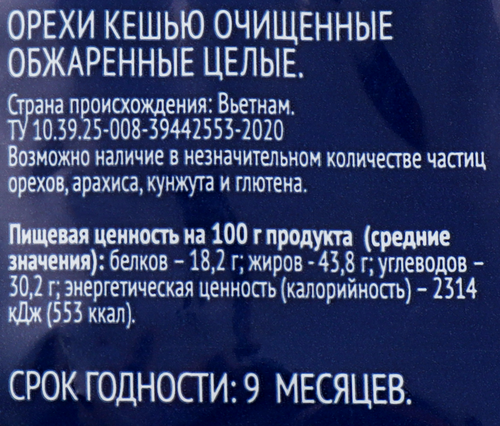 ОРЕХИ КЕШЬЮ ОЧИЩЕННЫЕ
ОБЖАРЕННЫЕ ЦЕЛЫЕ.
Страна происхождения: Вьетнам.
ТУ 10.39.25-008-39442553-2020
Возможно наличие в незначительном количестве частиц
орехов, арахиса, кунжута и глютена.
Пищевая ценность на 100 г продукта (средние
значения): белков – 18,2 г; жиров - 43,8 г; углеводов –
30,2 г; энергетическая ценность (калорийность) – 2314
кДж (553 ккал).
СРОК ГОДНОСТИ: 9 МЕСЯЦЕВ.